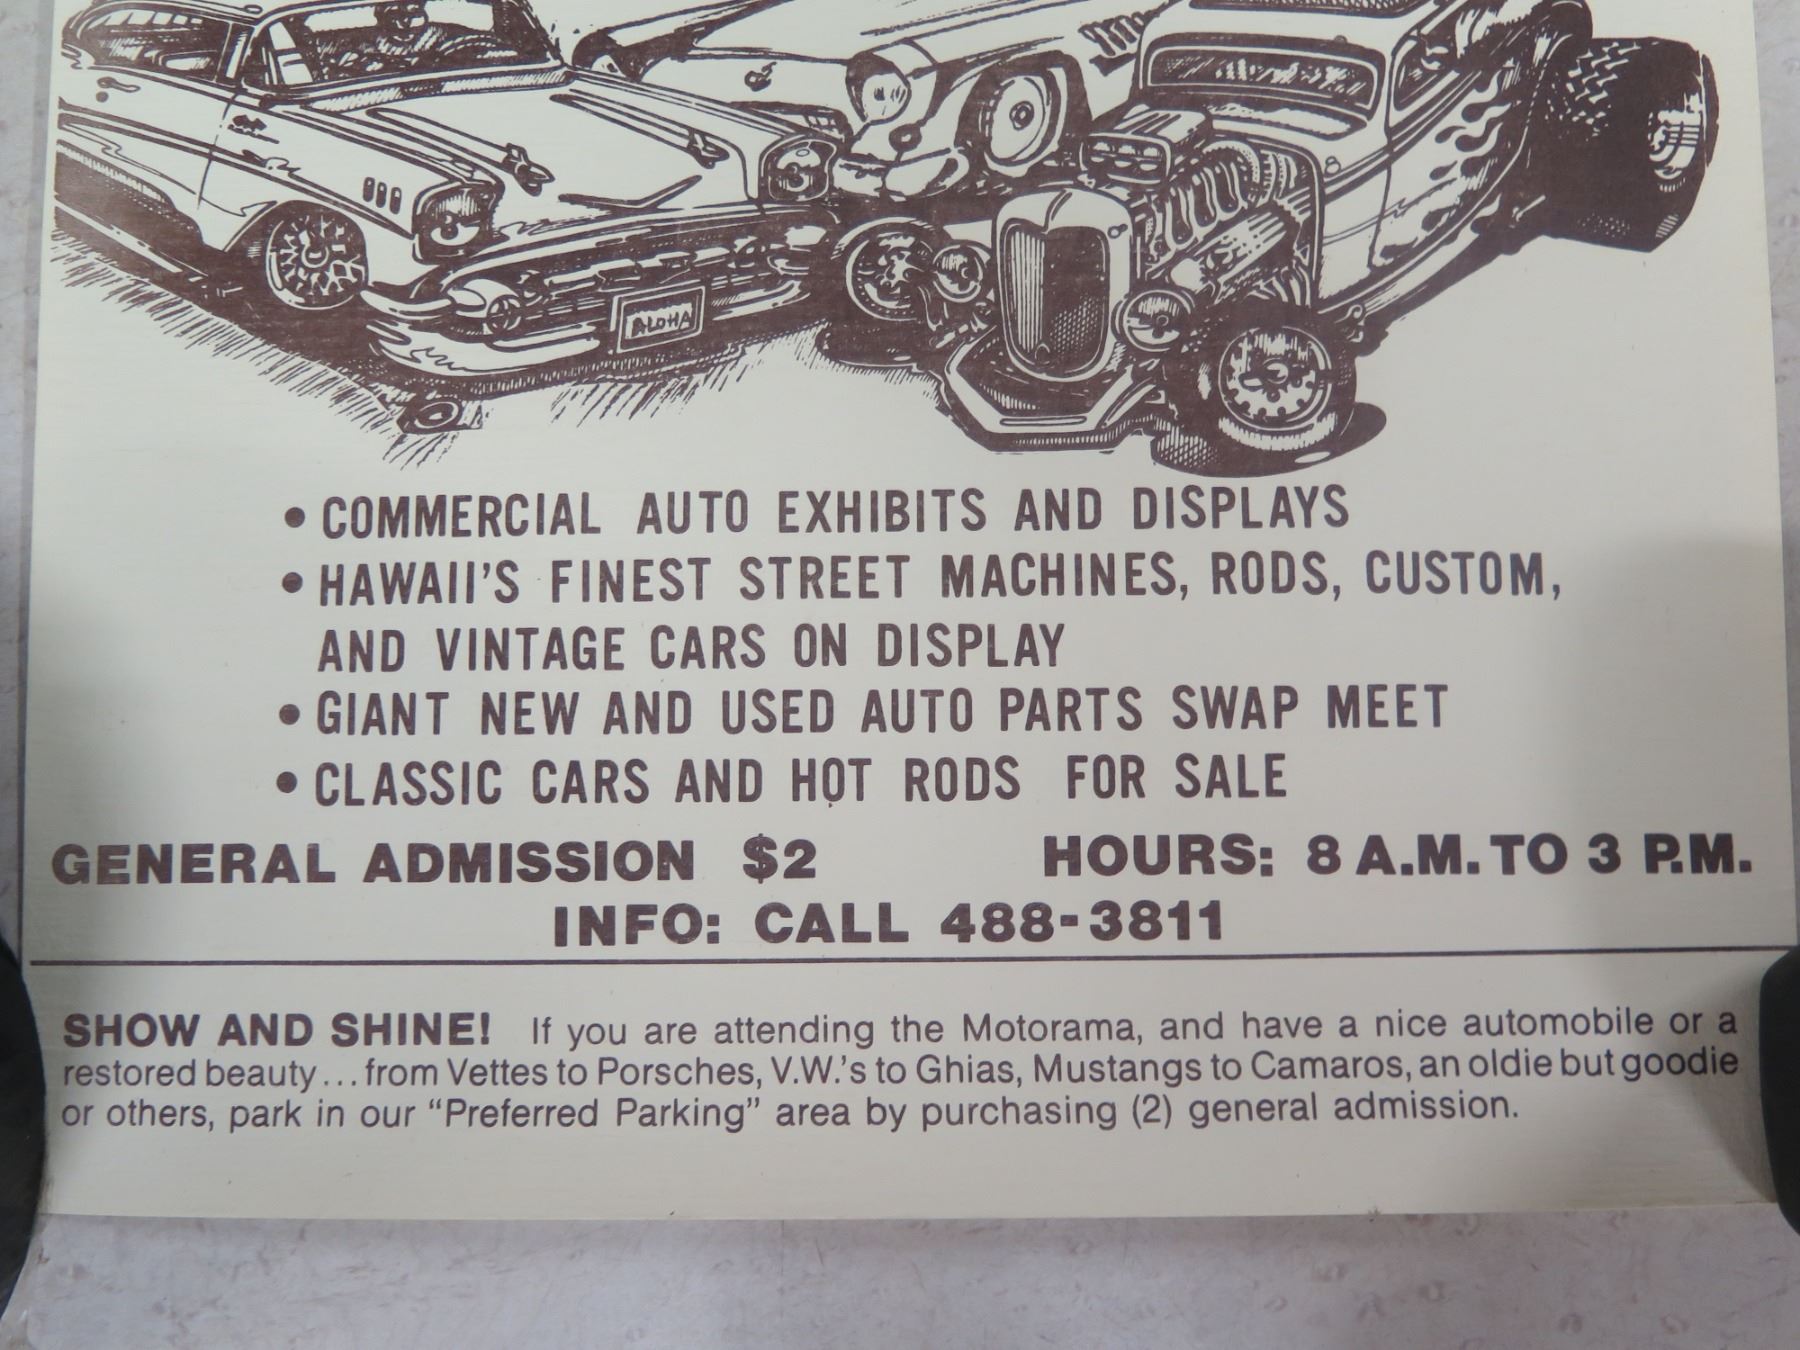 ALOHA
• COMMERCIAL AUTO EXHIBITS AND DISPLAYS
• HAWAII'S FINEST STREET MACHINES, RODS, CUSTOM,
AND VINTAGE CARS ON DISPLAY
• GIANT NEW AND USED AUTO PARTS SWAP MEET
• CLASSIC CARS AND HOT RODS FOR SALE
GENERAL ADMISSION $2 HOURS: 8 A.M. TO 3 P.M.
INFO: CALL 488-3811
SHOW AND SHINE! If you are attending the Motorama, and have a nice automobile or a
restored beauty...from Vettes to Porsches, V.W.'s to Ghias, Mustangs to Camaros, an oldie but goodie
or others, park in our "Preferred Parking" area by purchasing (2) general admission.